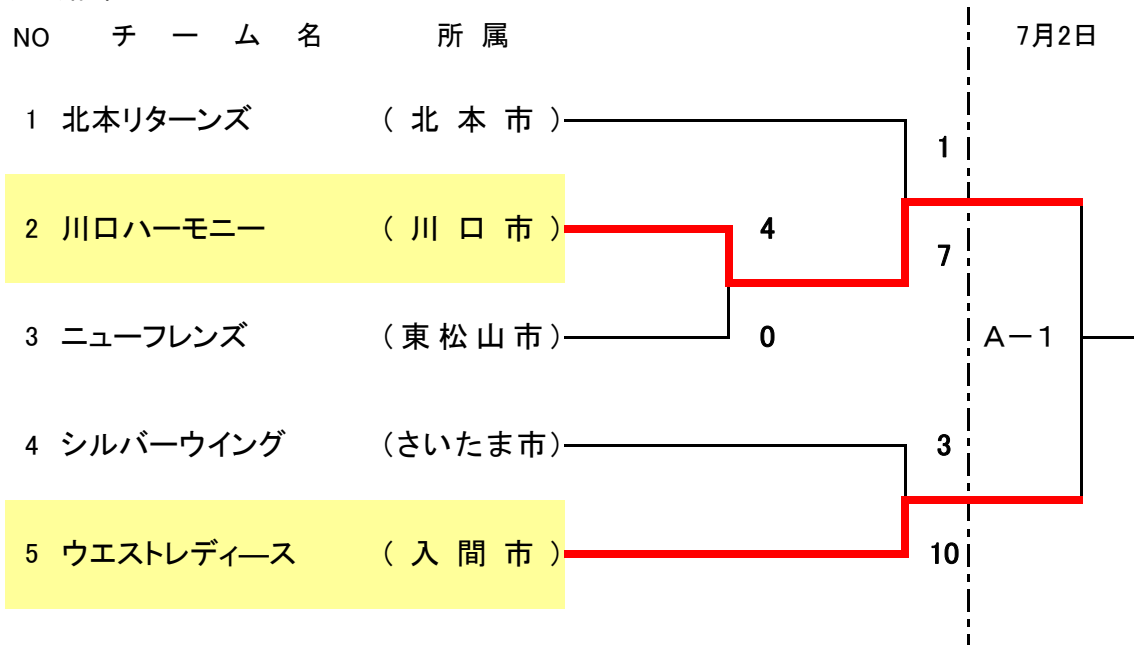 NO チーム名 所属 7月2日
1 北本リターンズ (北本市)
1
2 川口ハーモニー (川口市) 4
7
3 ニューフレンズ (東松山市) 0 A-1
4 シルバーウイング (さいたま市) 3
5 ウエストレディ―ス (入間市) 10